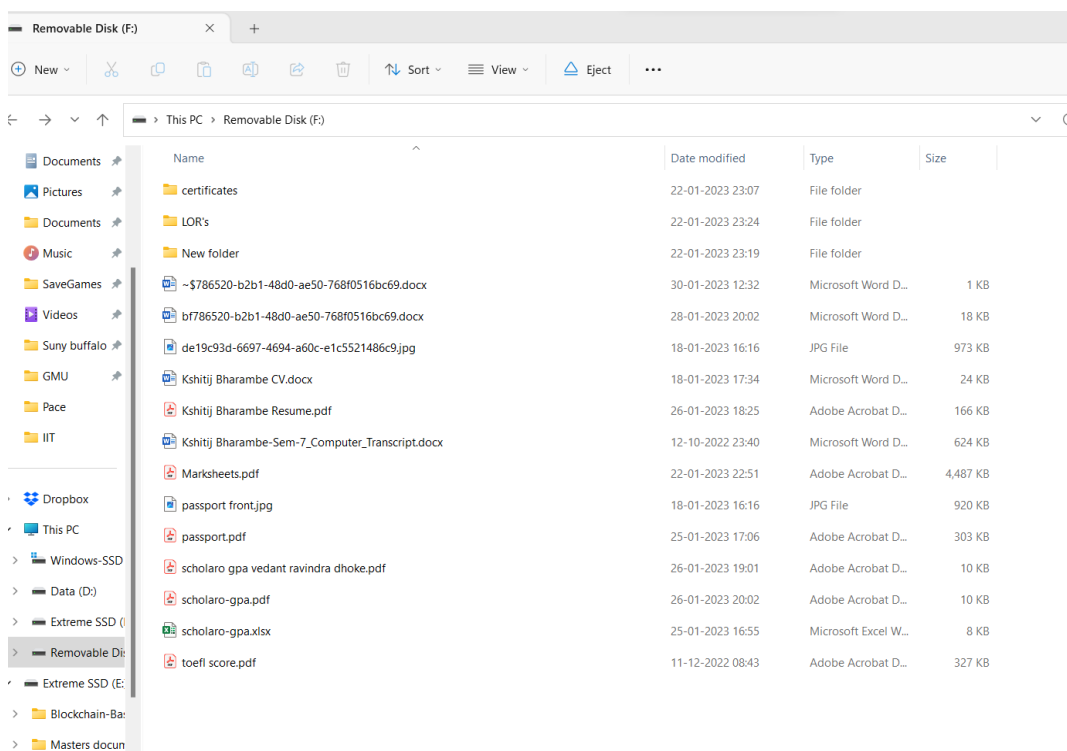 Removable Disk (F:)
New
Sort
View
Eject
This PC > Removable Disk (F:)
Documents
Pictures
Documents
Music
SaveGames
Videos
Suny buffalo
GMU
Pace
IIT
Dropbox
This PC
Windows-SSD
Data (D:)
Extreme SSD (
Removable Dis
Extreme SSD (E:
Blockchain-Bas
Masters docum
Name Date modified Type Size
certificates 22-01-2023 23:07 File folder
LOR's 22-01-2023 23:24 File folder
New folder 22-01-2023 23:19 File folder
~$786520-b2b1-48d0-ae50-768f0516bc69.docx 30-01-2023 12:32 Microsoft Word D... 1 KB
bf786520-b2b1-48d0-ae50-768f0516bc69.docx 28-01-2023 20:02 Microsoft Word D... 18 KB
de19c93d-6697-4694-a60c-e1c5521486c9.jpg 18-01-2023 16:16 JPG File 973 KB
Kshitij Bharambe CV.docx 18-01-2023 17:34 Microsoft Word D... 24 KB
Kshitij Bharambe Resume.pdf 26-01-2023 18:25 Adobe Acrobat D... 166 KB
Kshitij Bharambe-Sem-7_Computer_Transcript.docx 12-10-2022 23:40 Microsoft Word D... 624 KB
Marksheets.pdf 22-01-2023 22:51 Adobe Acrobat D... 4,487 KB
passport front.jpg 18-01-2023 16:16 JPG File 920 KB
passport.pdf 25-01-2023 17:06 Adobe Acrobat D... 303 KB
scholaro gpa vedant ravindra dhoke.pdf 26-01-2023 19:01 Adobe Acrobat D... 10 KB
scholaro-gpa.pdf 26-01-2023 20:02 Adobe Acrobat D... 10 KB
scholaro-gpa.xlsx 25-01-2023 16:55 Microsoft Excel W... 8 KB
toefl score.pdf 11-12-2022 08:43 Adobe Acrobat D... 327 KB